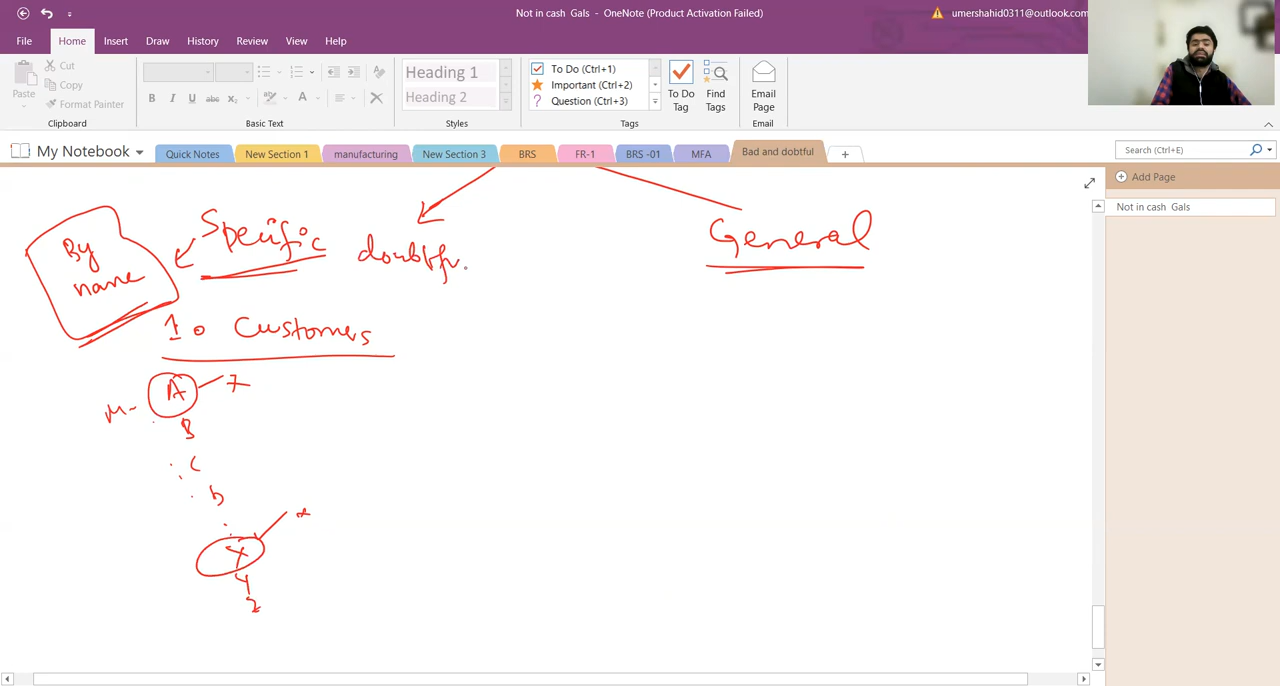 Not in cash Gals - OneNote (Product Activation Failed)
umershahid0311@outlook.com
File Home Insert Draw History Review View Help
Paste
Cut
Copy
Format Painter
Clipboard
B I U abc X₂ A
Basic Text
Heading 1
Heading 2
Styles
To Do (Ctrl+1)
Important (Ctrl+2)
? Question (Ctrl+3)
To Do Tag
Find Tags
Tags
Email Page
Email
My Notebook
Quick Notes New Section 1 manufacturing New Section 3 BRS FR-1 BRS -01 MFA Bad and doubtful +
Search (Ctrl+E)
Add Page
Not in cash Gals
By name
Specific
General
Customers
A
B
C
X
Y